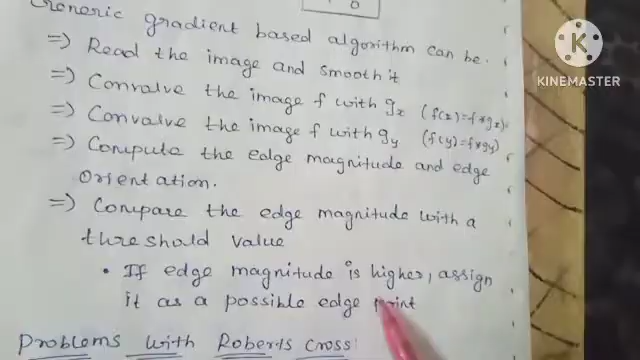 Generic gradient based algorithm can be.
=) Read the image and smooth it
=) Convolve the image f with gx (f(x)=f*gx).
=) Convalve the image f with gy (f(y)=f*gy)
=) Compute the edge magnitude and edge
Orientation.
=) Compare the edge magnitude with a
threshold value
• If edge magnitude is higher, assign
it as a possible edge point
Problems with Roberts cross:
KINEMASTER